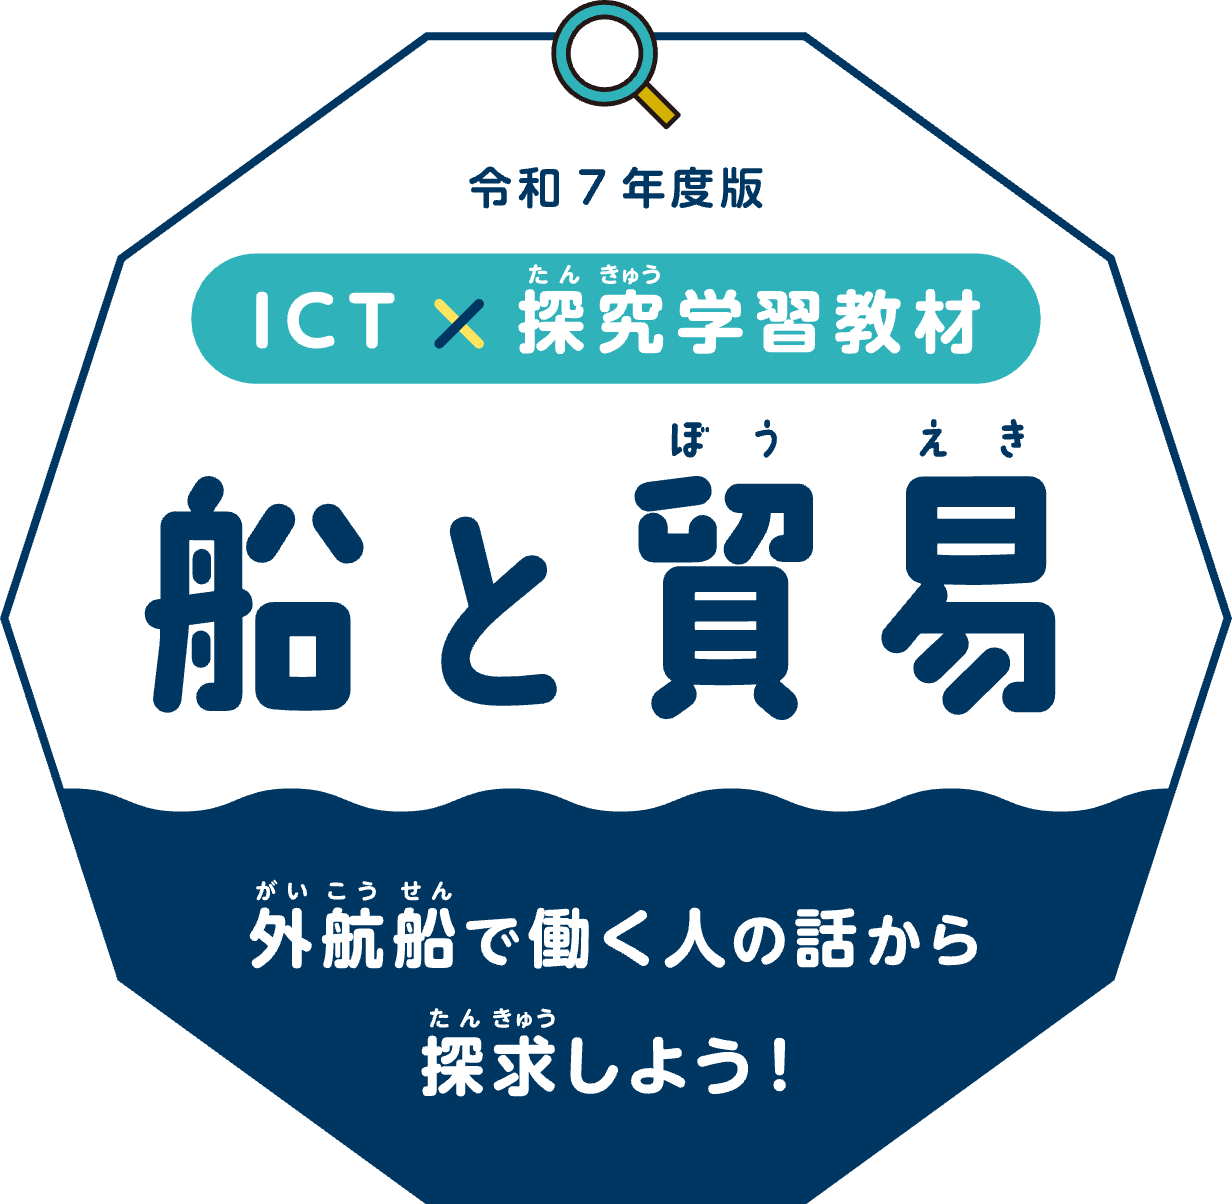 令和7年度版
たんきゅう
ICT×探究学習教材
ぼうえき
船と貿易
がいこうせん
外航船で働く人の話から
たんきゅう
探求しよう!